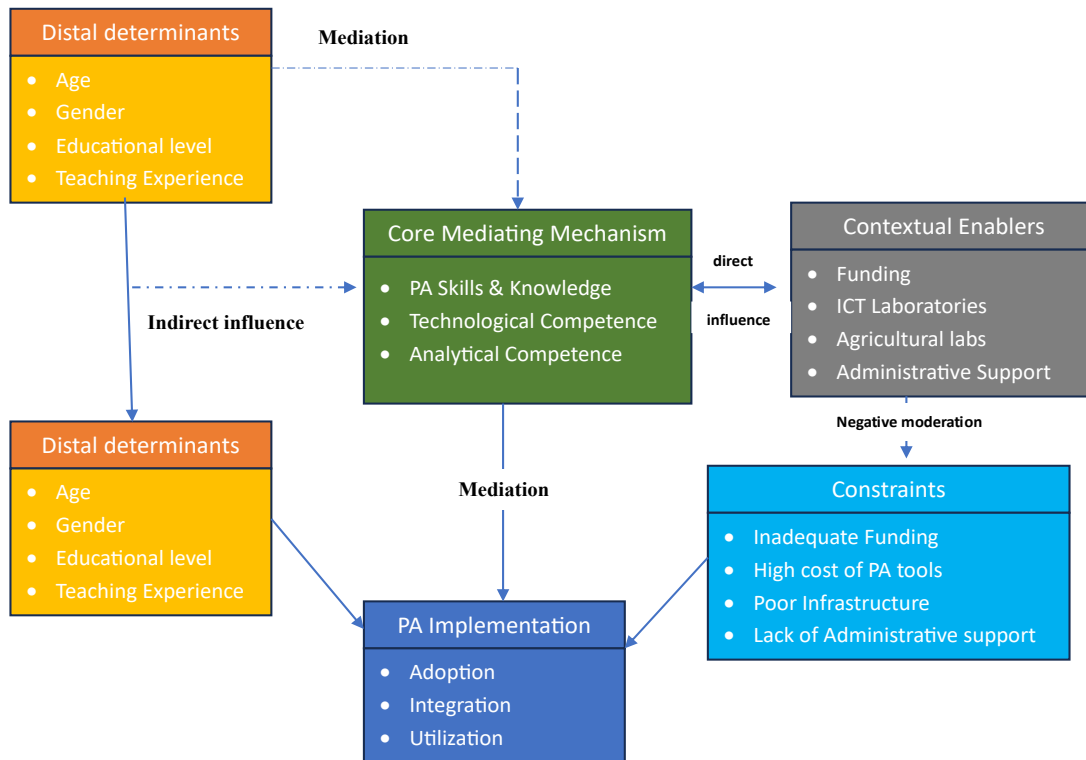 Distal determinants
• Age
• Gender
• Educational level
• Teaching Experience
Mediation
Core Mediating Mechanism
• PA Skills & Knowledge
• Technological Competence
• Analytical Competence
direct
influence
Contextual Enablers
• Funding
• ICT Laboratories
• Agricultural labs
• Administrative Support
Indirect influence
Negative moderation
Distal determinants
• Age
• Gender
• Educational level
• Teaching Experience
Mediation
Constraints
• Inadequate Funding
• High cost of PA tools
• Poor Infrastructure
• Lack of Administrative support
PA Implementation
• Adoption
• Integration
• Utilization